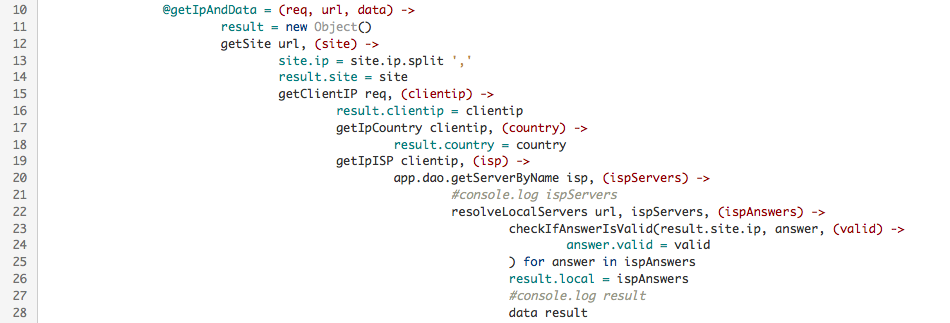 10 @getIpAndData = (req, url, data) ->
11 result = new Object()
12 getSite url, (site) ->
13 site.ip = site.ip.split ','
14 result.site = site
15 getClientIP req, (clientip) ->
16 result.clientip = clientip
17 getIpCountry clientip, (country) ->
18 result.country = country
19 getIpISP clientip, (isp) ->
20 app.dao.getServerByName isp, (ispServers) ->
21 #console.log ispServers
22 resolveLocalServers url, ispServers, (ispAnswers) ->
23 checkIfAnswerIsValid(result.site.ip, answer, (valid) ->
24 answer.valid = valid
25 ) for answer in ispAnswers
26 result.local = ispAnswers
27 #console.log result
28 data result